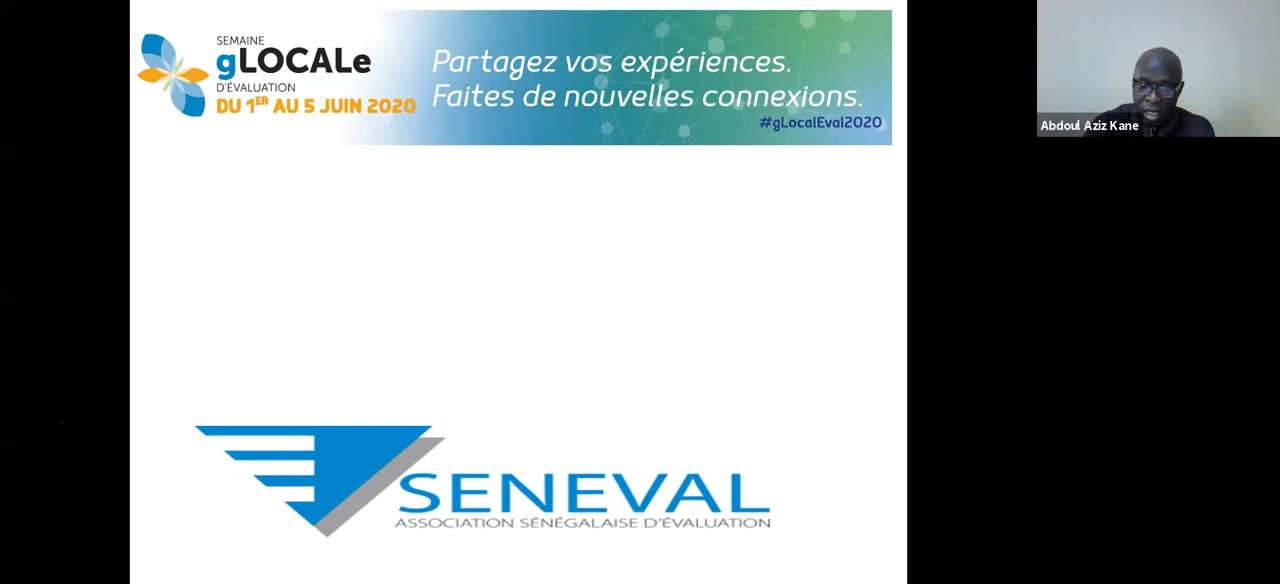 SEMAINE
gLOCALe
D'ÉVALUATION
DU 1ER AU 5 JUIN 2020
Partagez vos expériences.
Faites de nouvelles connexions.
#gLocalEval2020
Abdoul Aziz Kane
SENEVAL
ASSOCIATION SÉNÉGALAISE D'ÉVALUATION